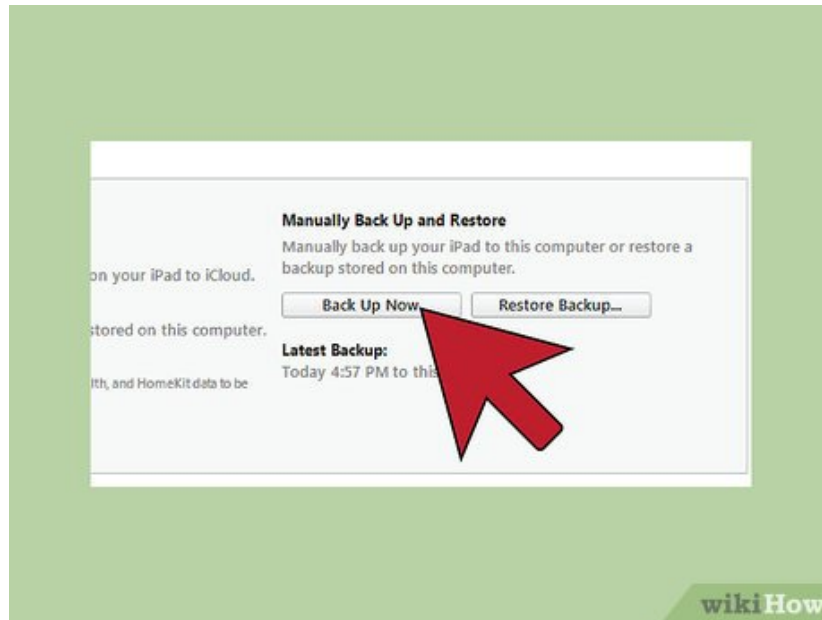 Manually Back Up and Restore
Manually back up your iPad to this computer or restore a
backup stored on this computer.
on your iPad to iCloud.
Back Up Now
Restore Backup...
stored on this computer.
Latest Backup:
Today 4:57 PM to this
lth, and HomeKit data to be
wikiHow